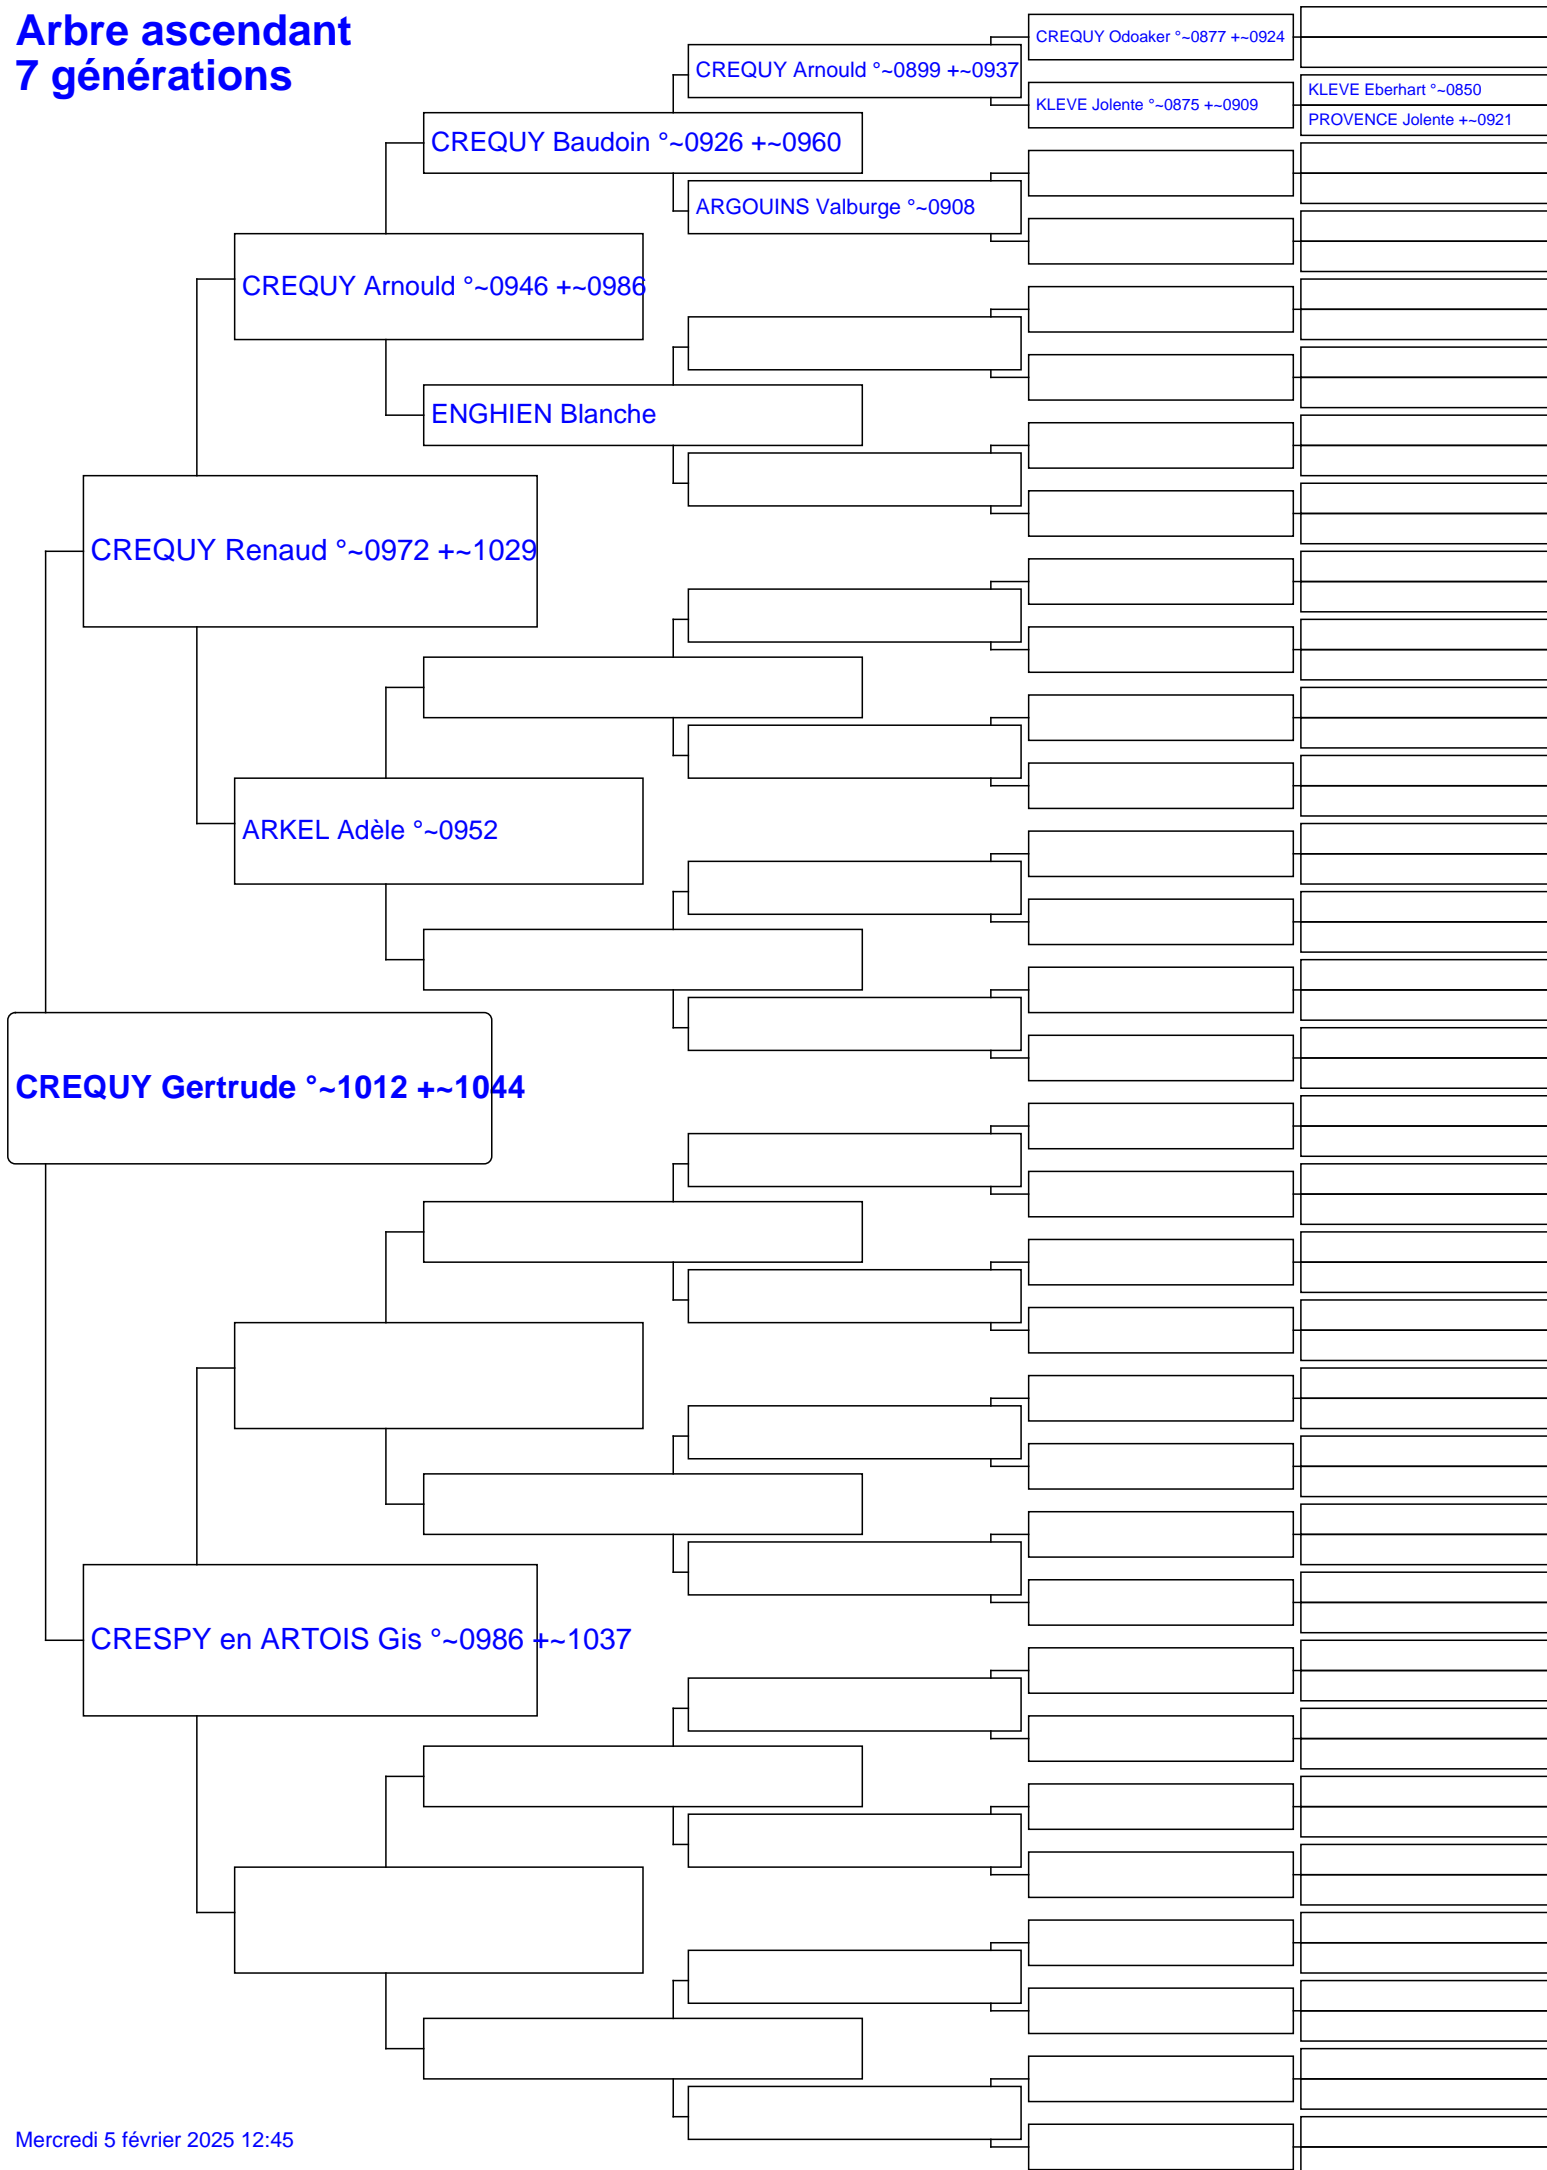 Arbre ascendant
7 générations
CREQUY Odoaker °~0877 +~0924
CREQUY Arnould °~0899 +~0937
KLEVE Eberhart °~0850
KLEVE Jolente °~0875 +~0909
PROVENCE Jolente +~0921
CREQUY Baudoin °~0926 +~0960
ARGOUINS Valburge °~0908
CREQUY Arnould °~0946 +~0986
ENGHIEN Blanche
CREQUY Renaud °~0972 +~1029
ARKEL Adèle °~0952
CREQUY Gertrude °~1012 +~1044
CRESPY en ARTOIS Gis °~0986 +~1037
Mercredi 5 février 2025 12:45